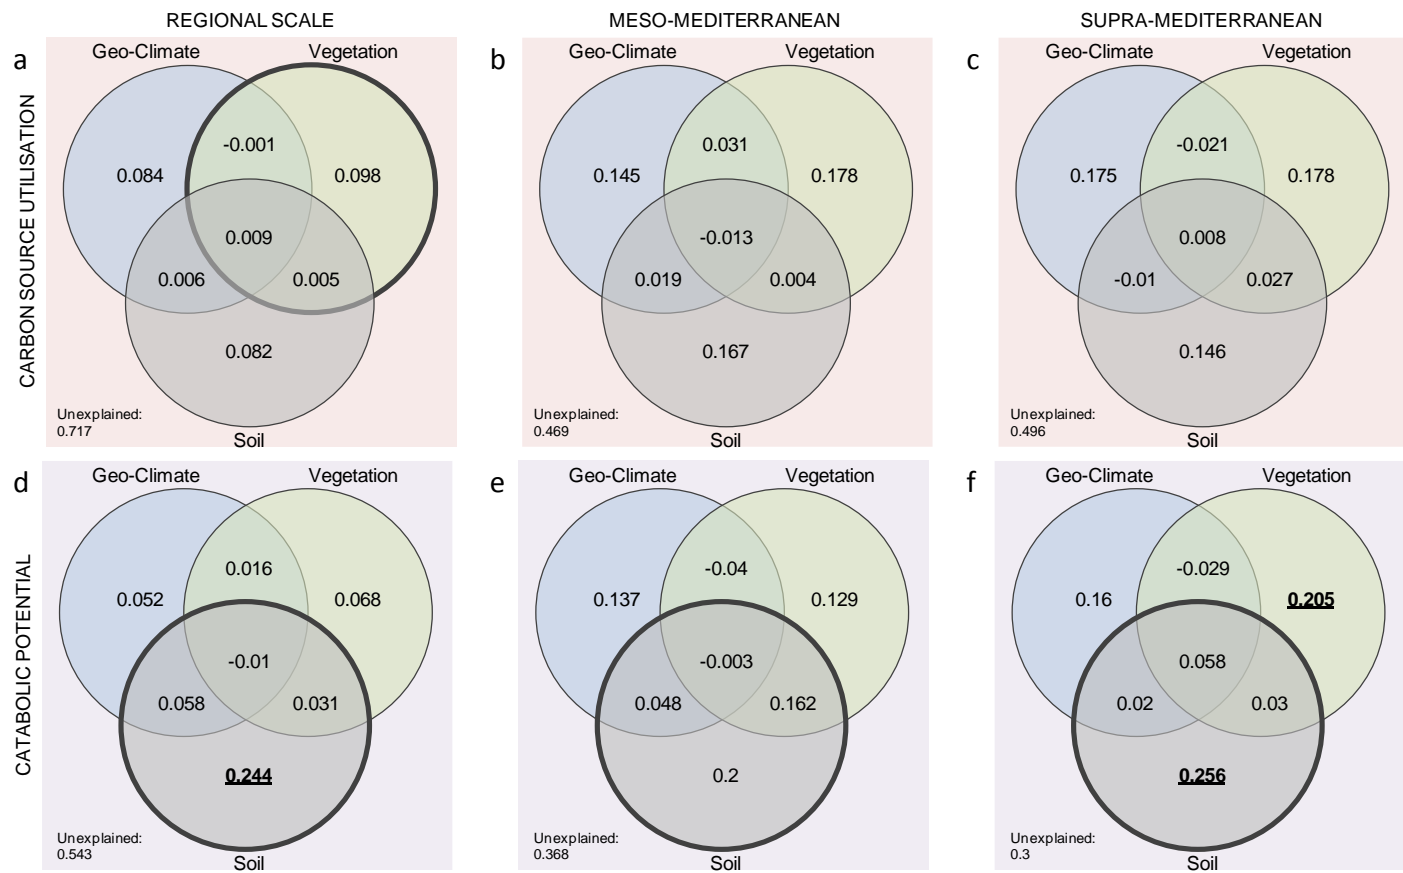 REGIONAL SCALE
MESO-MEDITERRANEAN
SUPRA-MEDITERRANEAN
CARBON SOURCE UTILISATION
a
Geo-Climate
Vegetation
-0.001
0.084
0.098
0.009
0.006
0.005
0.082
Unexplained:
0.717
Soil
b
Geo-Climate
Vegetation
0.031
0.145
0.178
-0.013
0.019
0.004
0.167
Unexplained:
0.469
Soil
c
Geo-Climate
Vegetation
-0.021
0.175
0.178
0.008
-0.01
0.027
0.146
Unexplained:
0.496
Soil
CATABOLIC POTENTIAL
d
Geo-Climate
Vegetation
0.016
0.052
0.068
-0.01
0.058
0.031
0.244
Unexplained:
0.543
Soil
e
Geo-Climate
Vegetation
-0.04
0.137
0.129
-0.003
0.048
0.162
0.2
Unexplained:
0.368
Soil
f
Geo-Climate
Vegetation
-0.029
0.16
0.205
0.058
0.02
0.03
0.256
Unexplained:
0.3
Soil